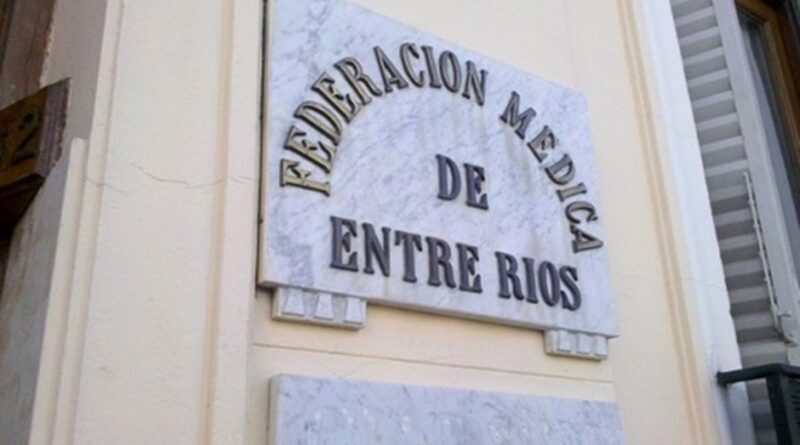 FEDERACION MEDICA
DE
ENTRE RIOS